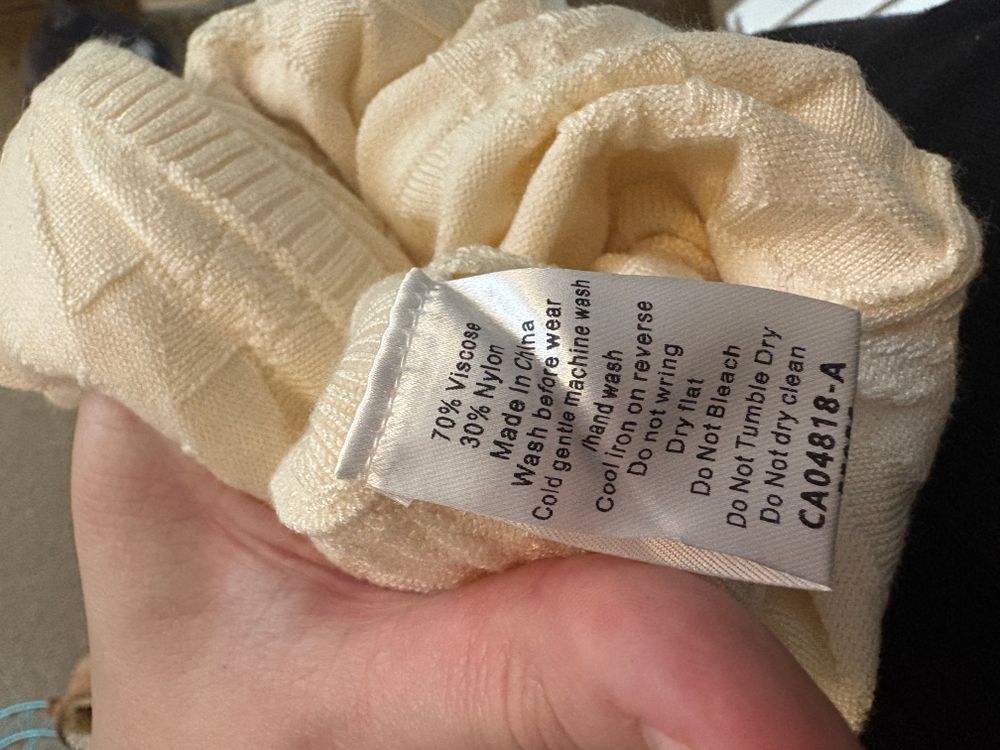 70% Viscose
30% Nylon
Made In China
Wash before wear
Cold gentle machine wash
/hand wash
Cool iron on reverse
Do not wring
Dry flat
Do Not Bleach
Do Not Tumble Dry
Do not dry clean
CA04818-A